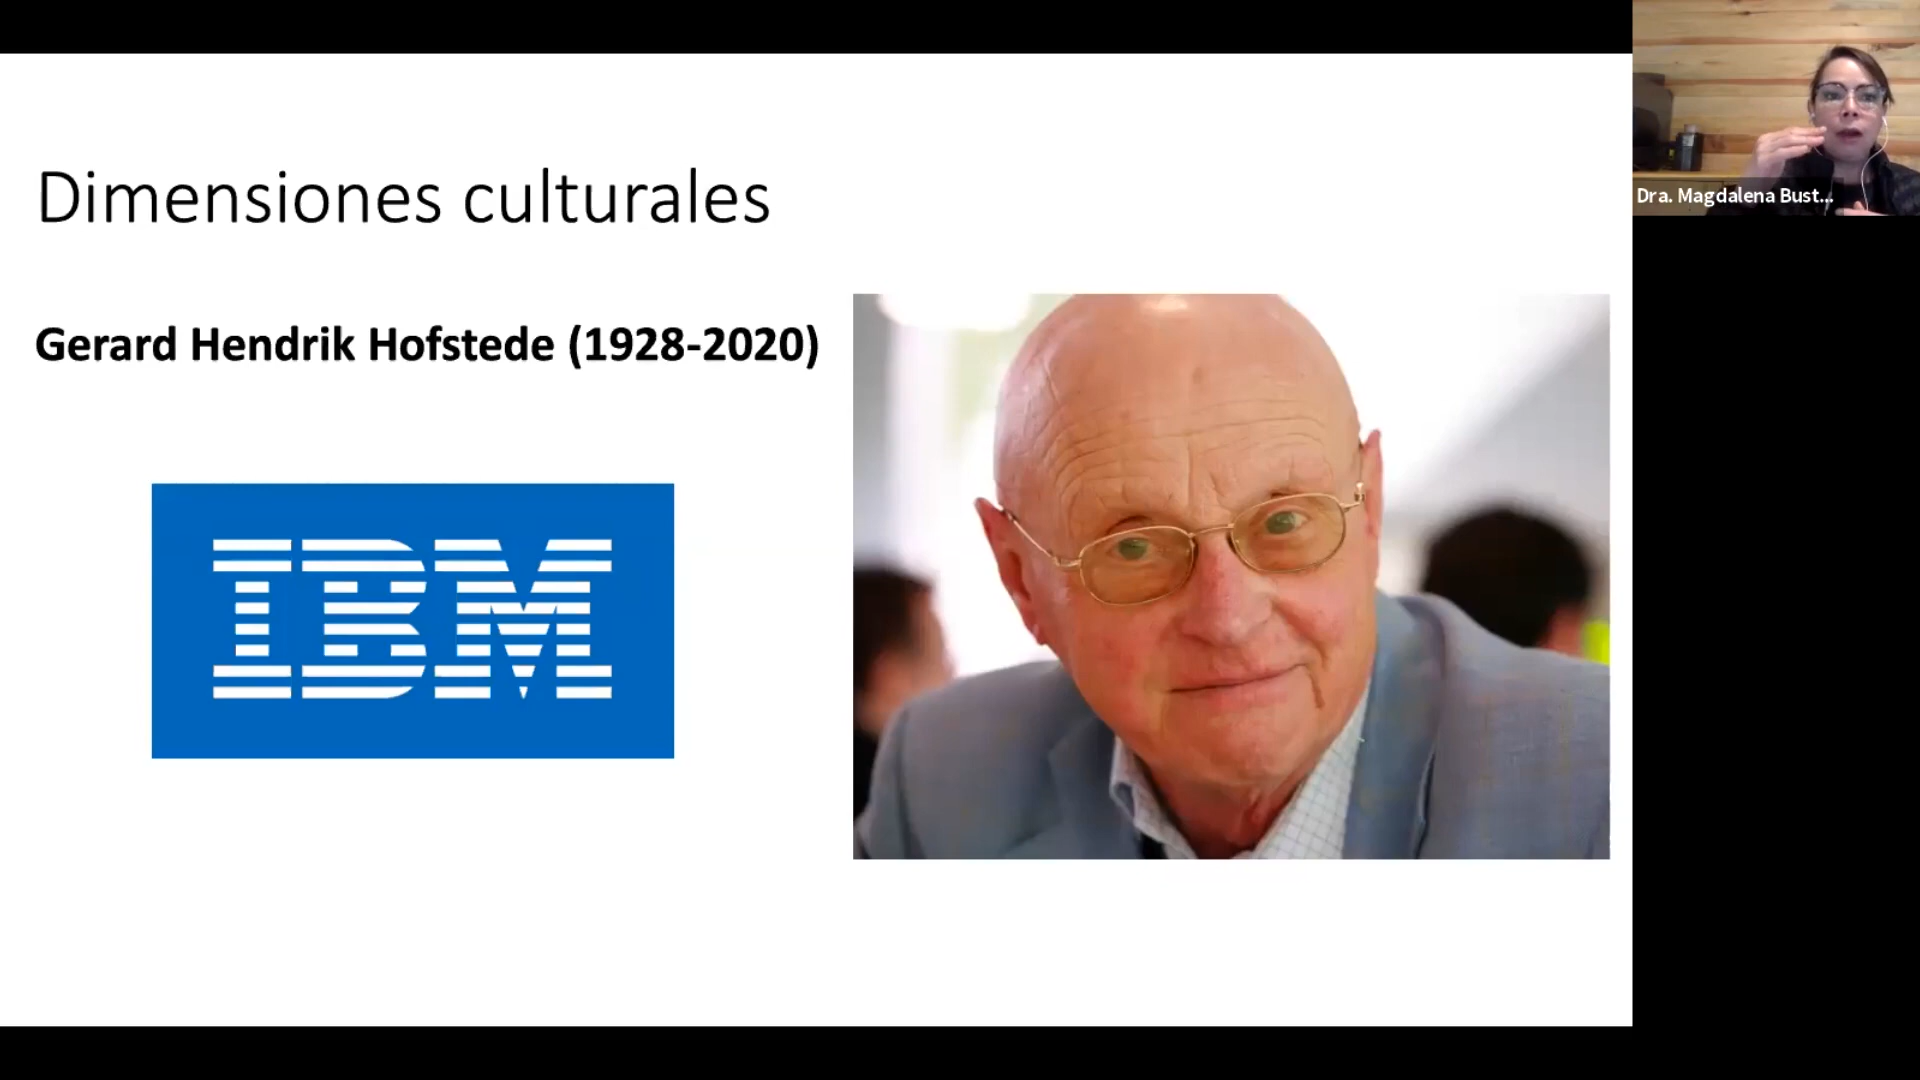 Dimensiones culturales
Gerard Hendrik Hofstede (1928-2020)
IBM
Dra. Magdalena Bust...